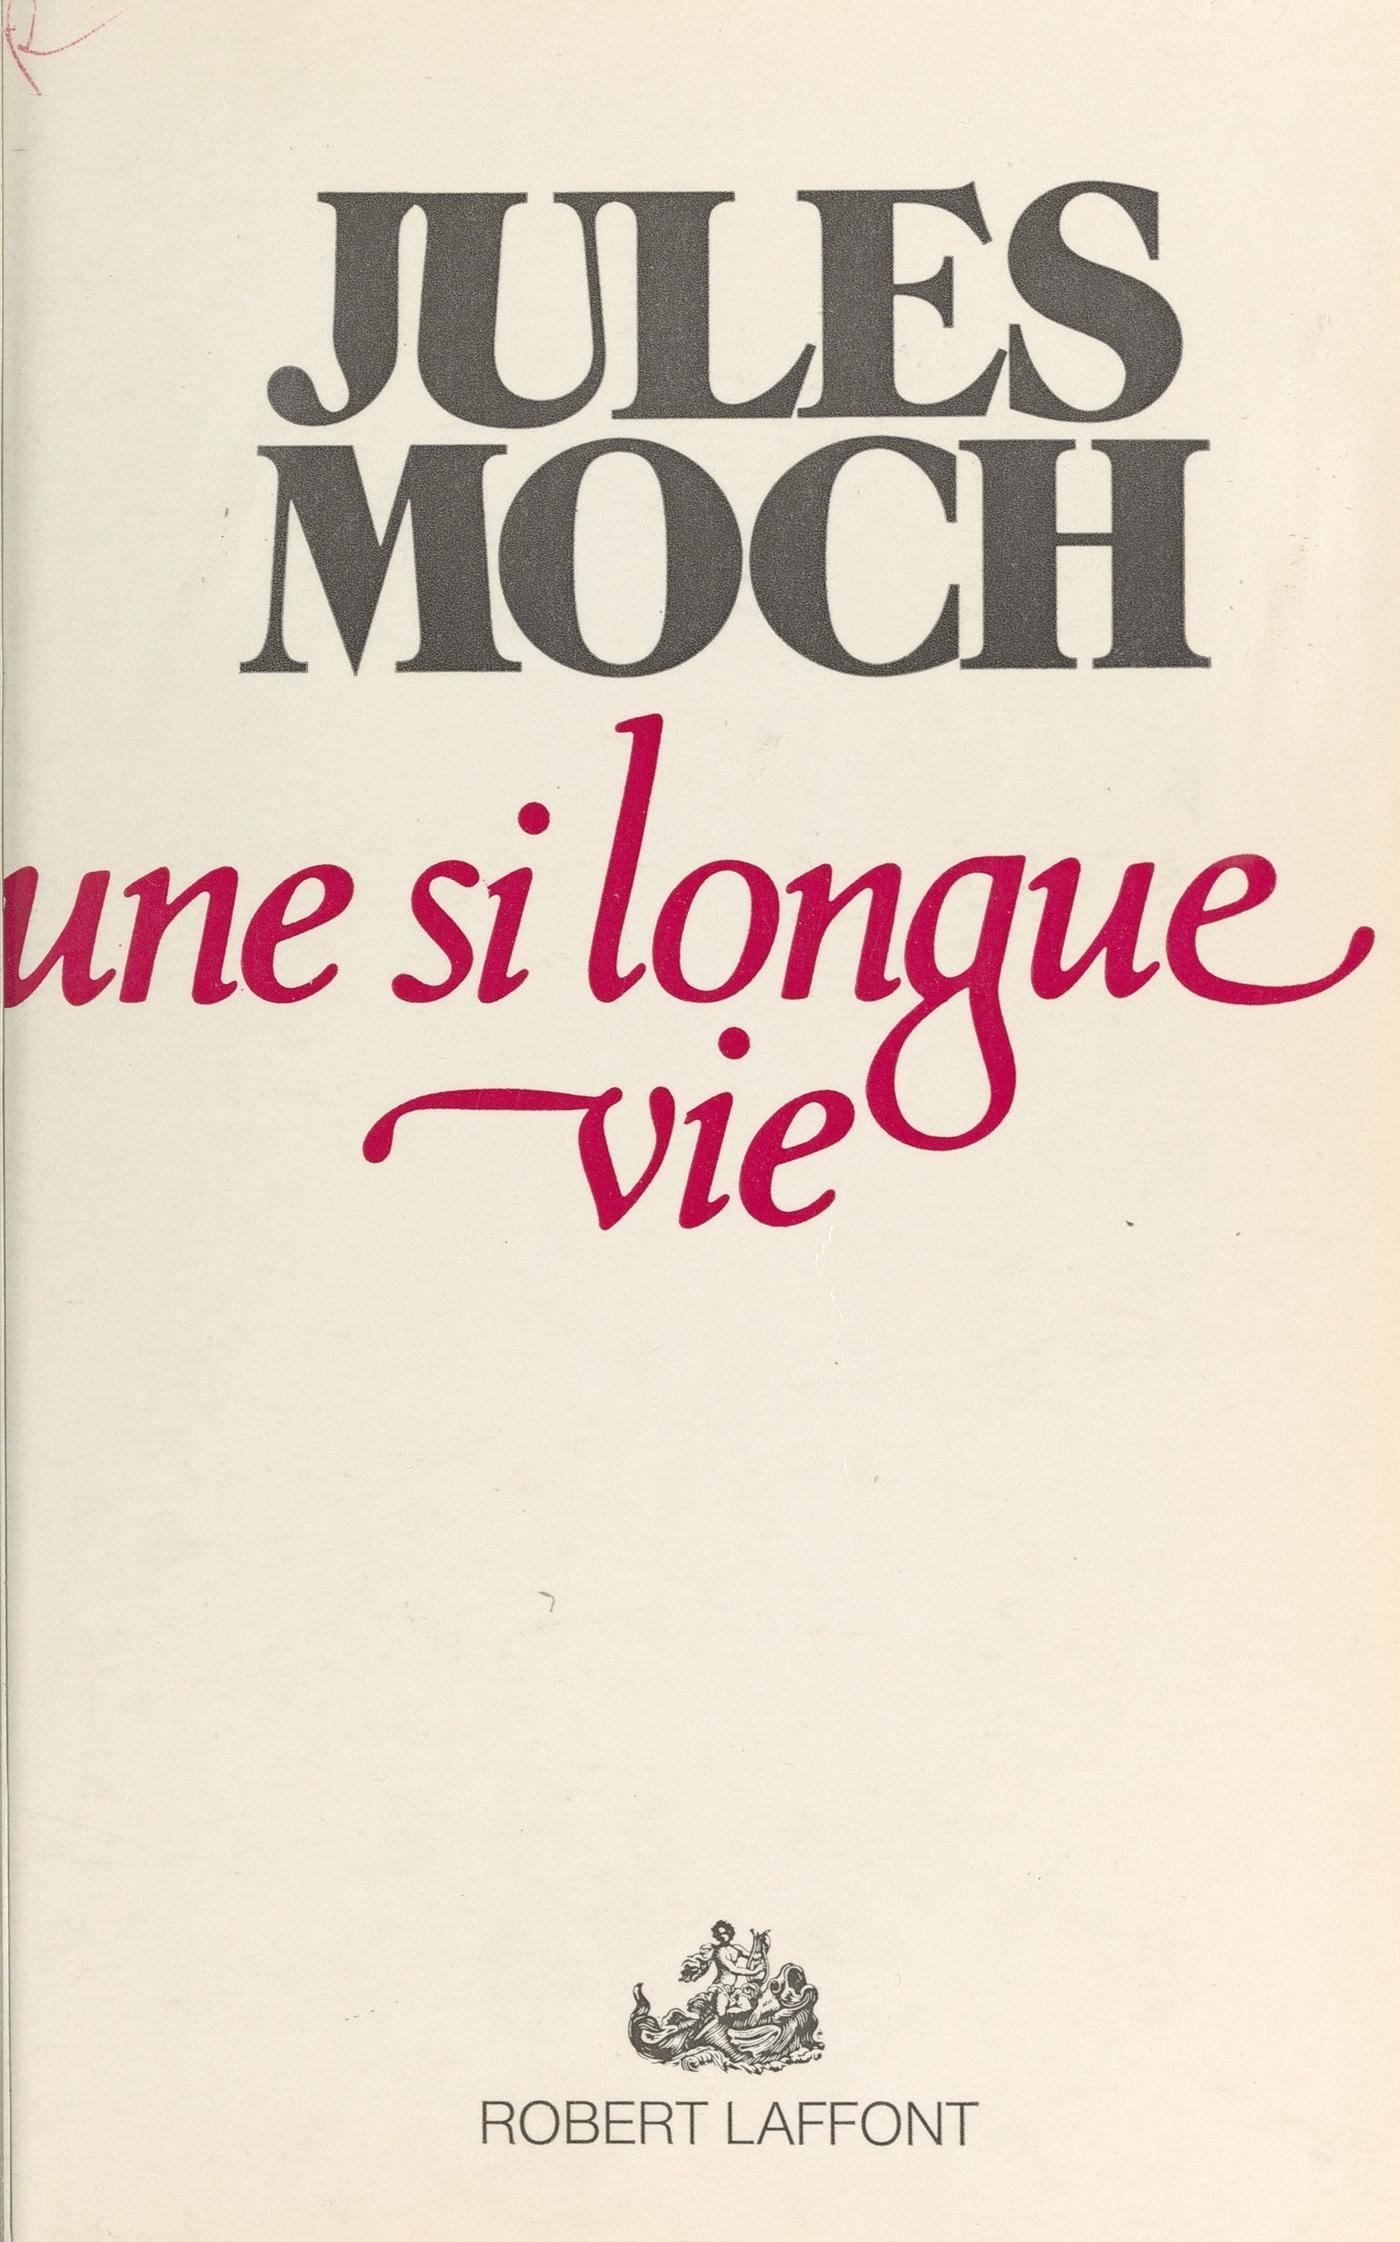 JULES
MOCH
une si longue
vie
ROBERT LAFFONT